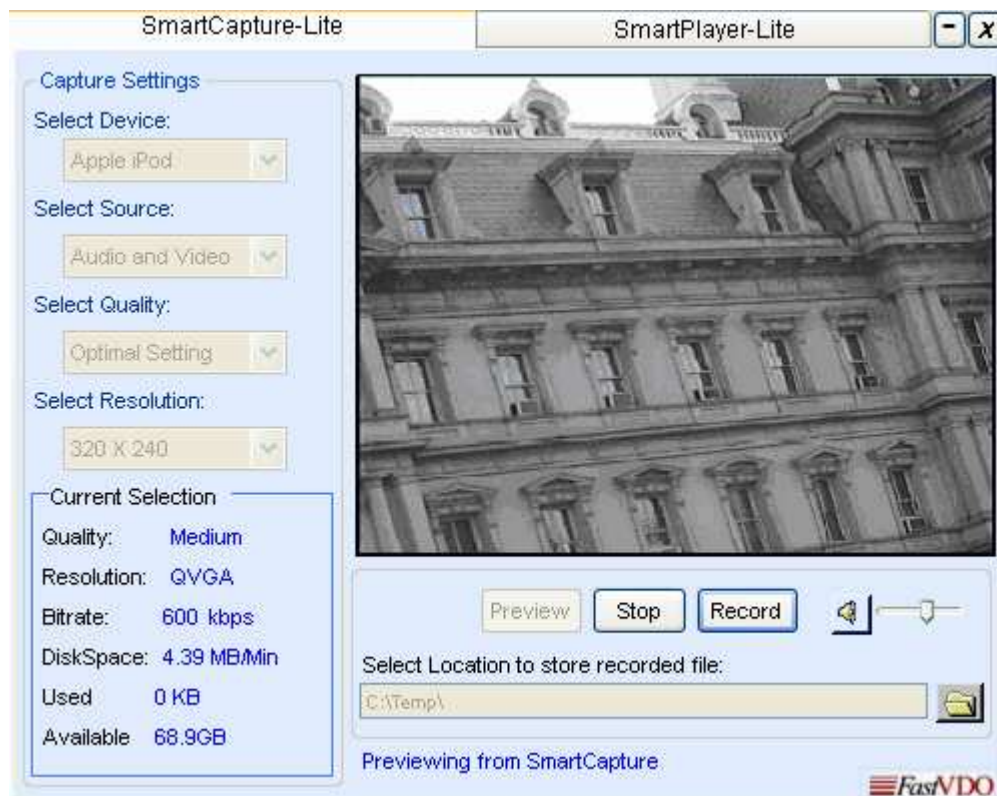 SmartCapture-Lite
SmartPlayer-Lite
- X
Capture Settings
Select Device:
Apple iPod
Select Source:
Audio and Video
Select Quality:
Optimal Setting
Select Resolution:
320 X 240
Current Selection
Quality: Medium
Resolution: QVGA
Bitrate: 600 kbps
DiskSpace: 4.39 MB/Min
Used 0 KB
Available 68.9GB
Preview Stop Record
Select Location to store recorded file:
C:\Temp\
Previewing from SmartCapture
FastVDO